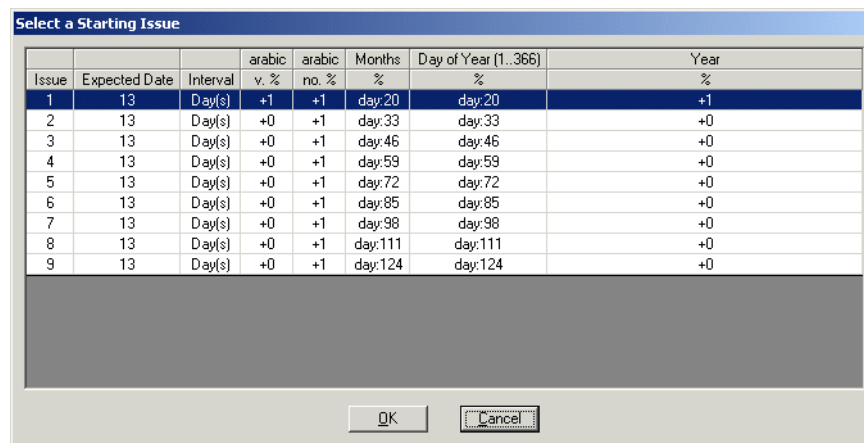 Select a Starting Issue
arabic arabic Months Day of Year (1..366) Year
Issue Expected Date Interval v. % no. % % % %
1 13 Day(s) +1 +1 day:20 day:20 +1
2 13 Day(s) +0 +1 day:33 day:33 +0
3 13 Day(s) +0 +1 day:46 day:46 +0
4 13 Day(s) +0 +1 day:59 day:59 +0
5 13 Day(s) +0 +1 day:72 day:72 +0
6 13 Day(s) +0 +1 day:85 day:85 +0
7 13 Day(s) +0 +1 day:98 day:98 +0
8 13 Day(s) +0 +1 day:111 day:111 +0
9 13 Day(s) +0 +1 day:124 day:124 +0
OK Cancel